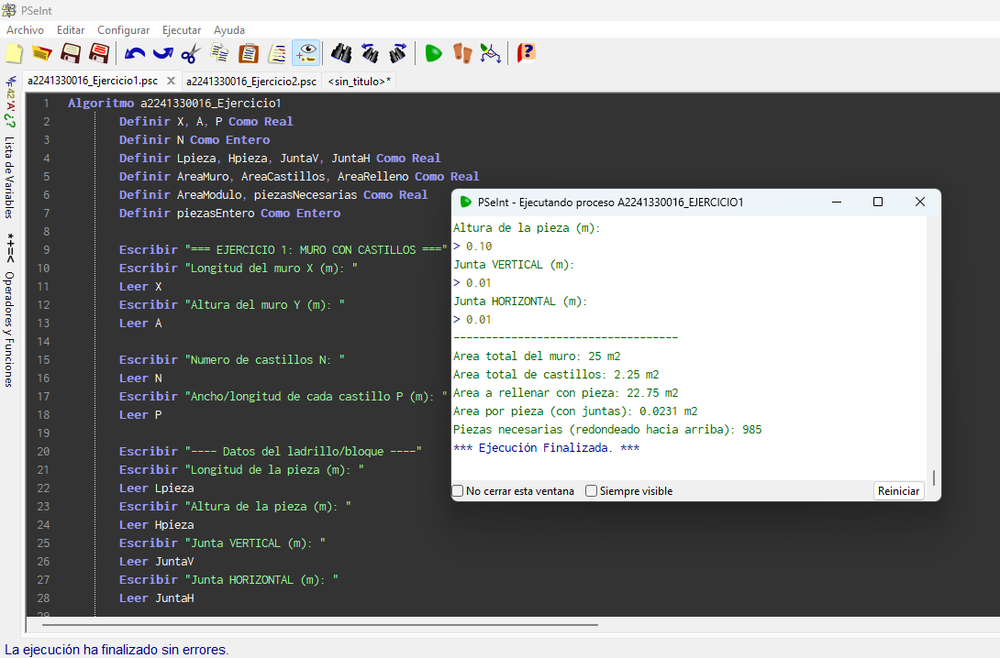 PSeInt
Archivo Editar Configurar Ejecutar Ayuda
a2241330016_Ejercicio1.psc X a2241330016_Ejercicio2.psc <sin_titulo>*
42 'A' ¿?
Lista de Variables
*+=<
Operadores y Funciones
1 Algoritmo a2241330016_Ejercicio1
2 Definir X, A, P Como Real
3 Definir N Como Entero
4 Definir Lpieza, Hpieza, JuntaV, JuntaH Como Real
5 Definir AreaMuro, AreaCastillos, AreaRelleno Como Real
6 Definir AreaModulo, piezasNecesarias Como Real
7 Definir piezasEntero Como Entero
8
9 Escribir "=== EJERCICIO 1: MURO CON CASTILLOS ==="
10 Escribir "Longitud del muro X (m): "
11 Leer X
12 Escribir "Altura del muro Y (m): "
13 Leer A
14
15 Escribir "Numero de castillos N: "
16 Leer N
17 Escribir "Ancho/longitud de cada castillo P (m): "
18 Leer P
19
20 Escribir "---- Datos del ladrillo/bloque ----"
21 Escribir "Longitud de la pieza (m): "
22 Leer Lpieza
23 Escribir "Altura de la pieza (m): "
24 Leer Hpieza
25 Escribir "Junta VERTICAL (m): "
26 Leer JuntaV
27 Escribir "Junta HORIZONTAL (m): "
28 Leer JuntaH
29
PSeInt - Ejecutando proceso A2241330016_EJERCICIO1
Altura de la pieza (m):
> 0.10
Junta VERTICAL (m):
> 0.01
Junta HORIZONTAL (m):
> 0.01
-----------------------------------
Area total del muro: 25 m2
Area total de castillos: 2.25 m2
Area a rellenar con pieza: 22.75 m2
Area por pieza (con juntas): 0.0231 m2
Piezas necesarias (redondeado hacia arriba): 985
*** Ejecución Finalizada. ***
No cerrar esta ventana Siempre visible Reiniciar
La ejecución ha finalizado sin errores.